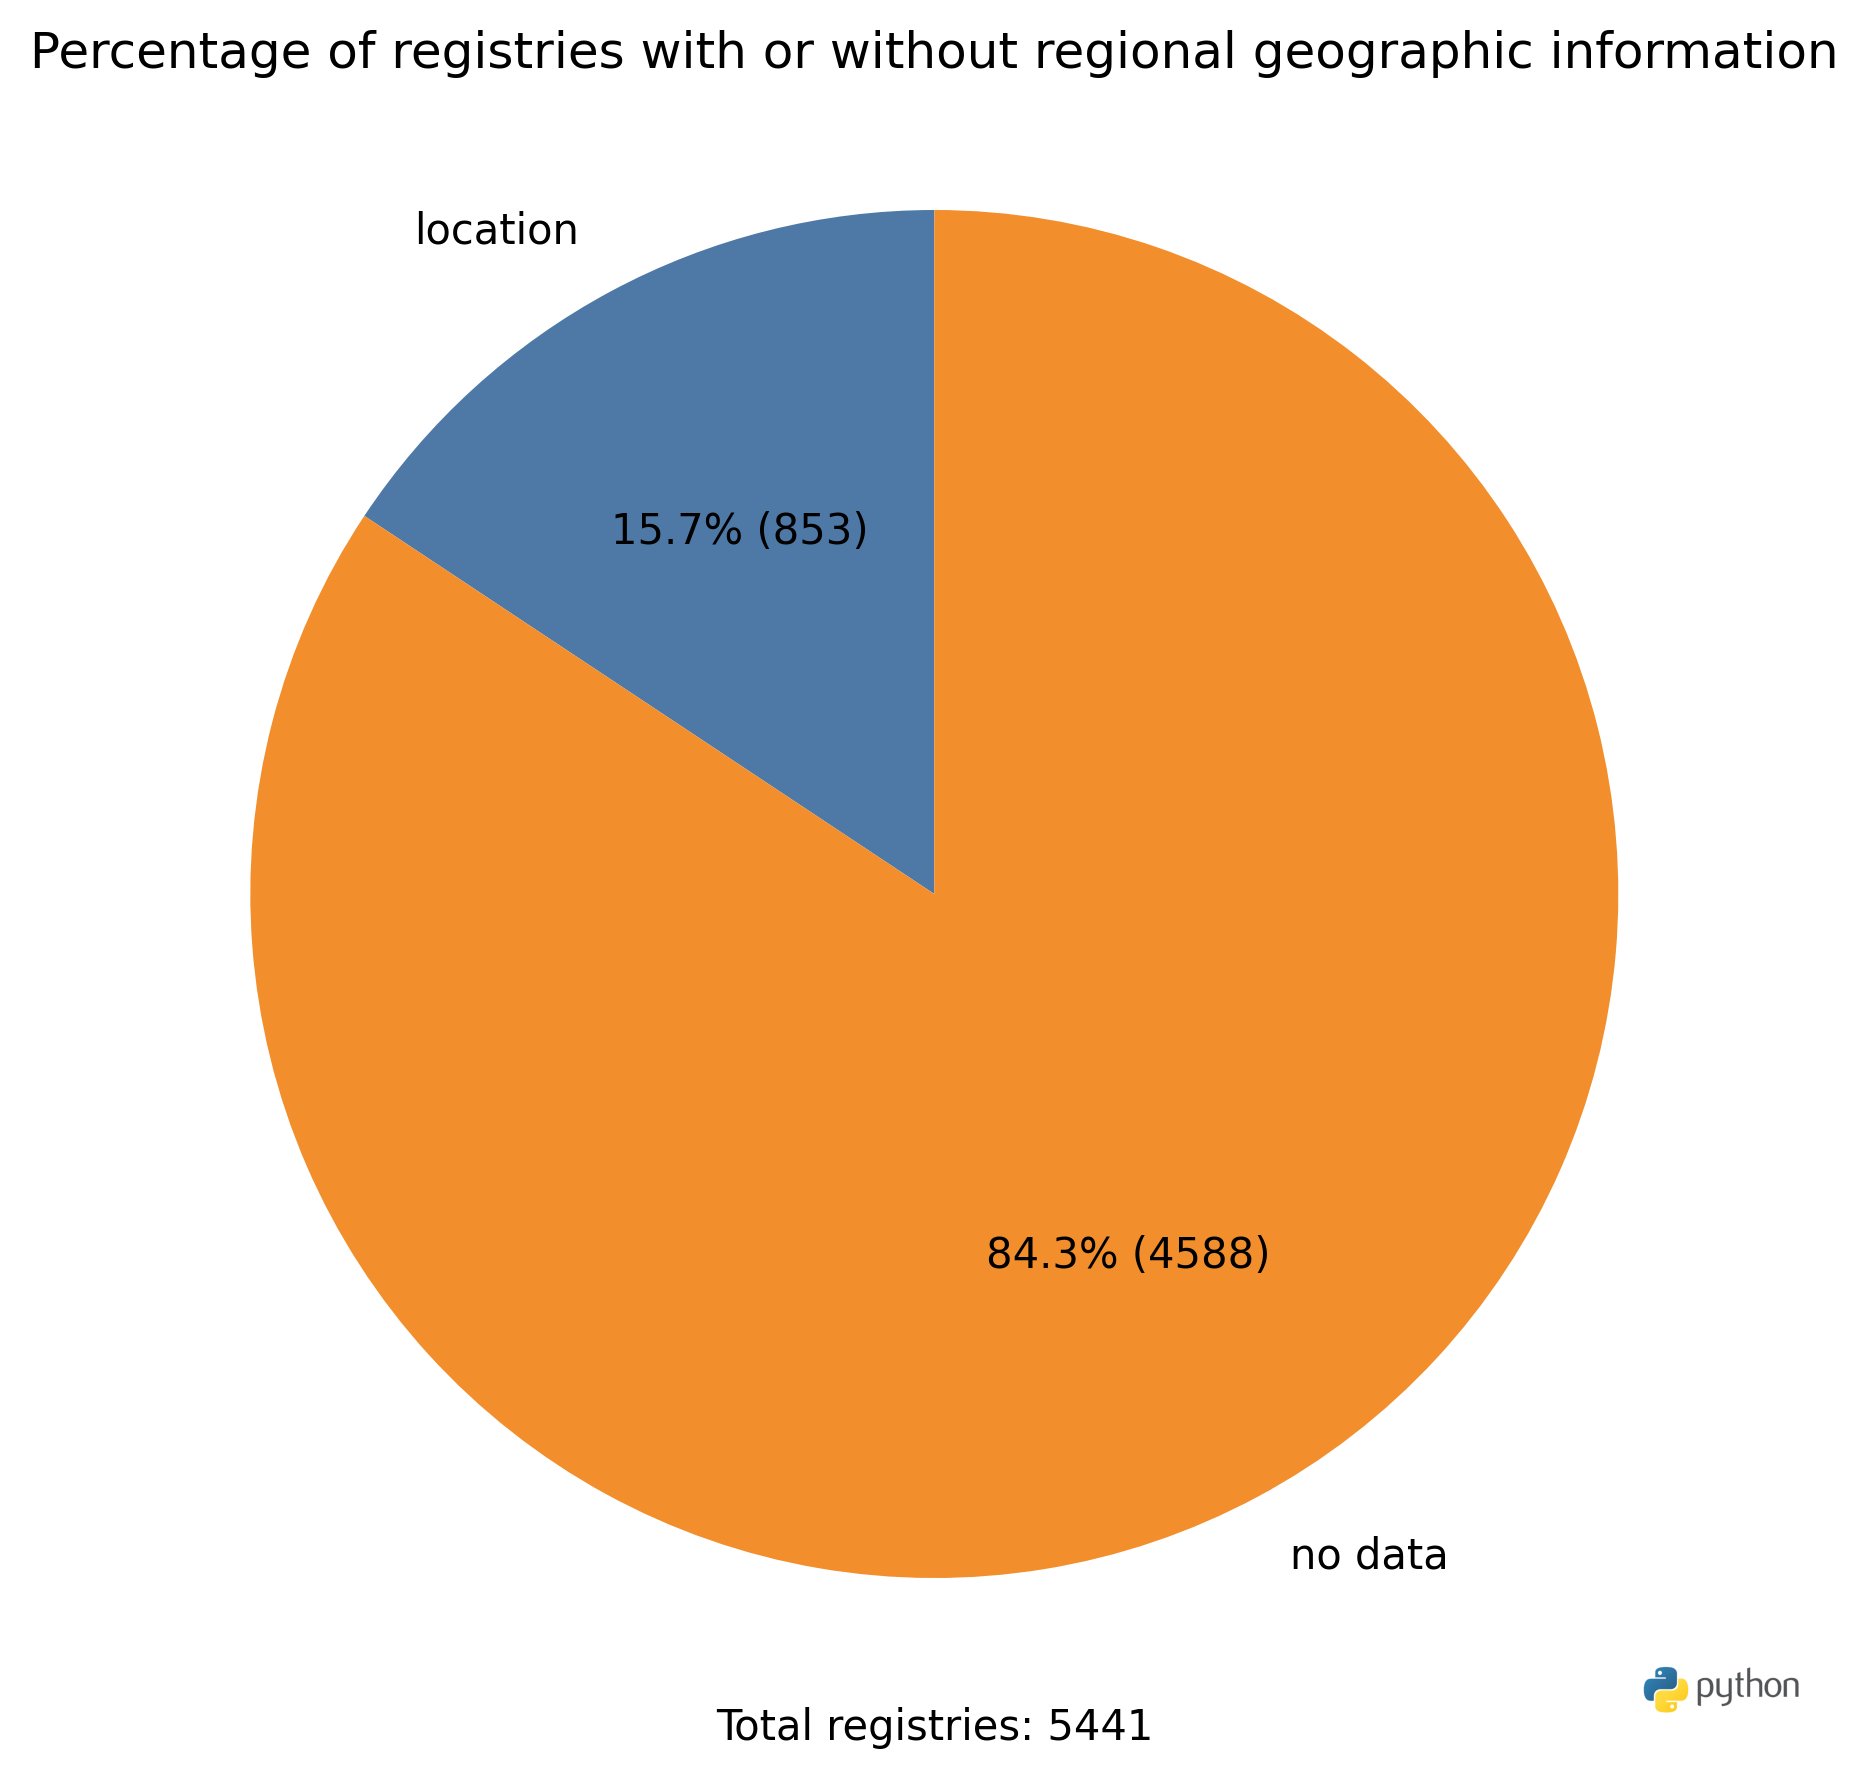 Percentage of registries with or without regional geographic information
location
15.7% (853)
84.3% (4588)
no data
python
Total registries: 5441